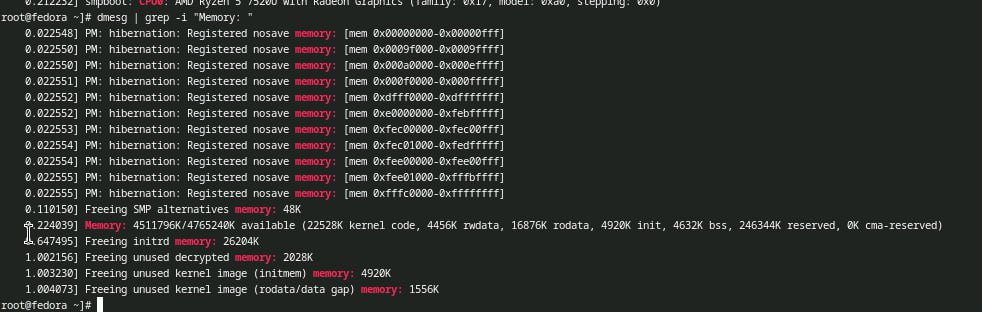 0.212232] smpboot: CPU0: AMD Ryzen 5 7520U with Radeon Graphics (family: 0x17, model: 0xa0, stepping: 0x0)
root@fedora ~]# dmesg | grep -i "Memory: "
0.022548] PM: hibernation: Registered nosave memory: [mem 0x00000000-0x00000fff]
0.022550] PM: hibernation: Registered nosave memory: [mem 0x0009f000-0x0009ffff]
0.022550] PM: hibernation: Registered nosave memory: [mem 0x000a0000-0x000effff]
0.022551] PM: hibernation: Registered nosave memory: [mem 0x000f0000-0x000fffff]
0.022552] PM: hibernation: Registered nosave memory: [mem 0xdfff0000-0xdfffffff]
0.022552] PM: hibernation: Registered nosave memory: [mem 0xe0000000-0xfebfffff]
0.022553] PM: hibernation: Registered nosave memory: [mem 0xfec00000-0xfec00fff]
0.022554] PM: hibernation: Registered nosave memory: [mem 0xfec01000-0xfedfffff]
0.022554] PM: hibernation: Registered nosave memory: [mem 0xfee00000-0xfee00fff]
0.022555] PM: hibernation: Registered nosave memory: [mem 0xfee01000-0xfffbffff]
0.022555] PM: hibernation: Registered nosave memory: [mem 0xfffc0000-0xffffffff]
0.110150] Freeing SMP alternatives memory: 48K
.224039] Memory: 4511796K/4765240K available (22528K kernel code, 4456K rwdata, 16876K rodata, 4920K init, 4632K bss, 246344K reserved, 0K cma-reserved)
.647495] Freeing initrd memory: 26204K
1.002156] Freeing unused decrypted memory: 2028K
1.003230] Freeing unused kernel image (initmem) memory: 4920K
1.004073] Freeing unused kernel image (rodata/data gap) memory: 1556K
root@fedora ~]#